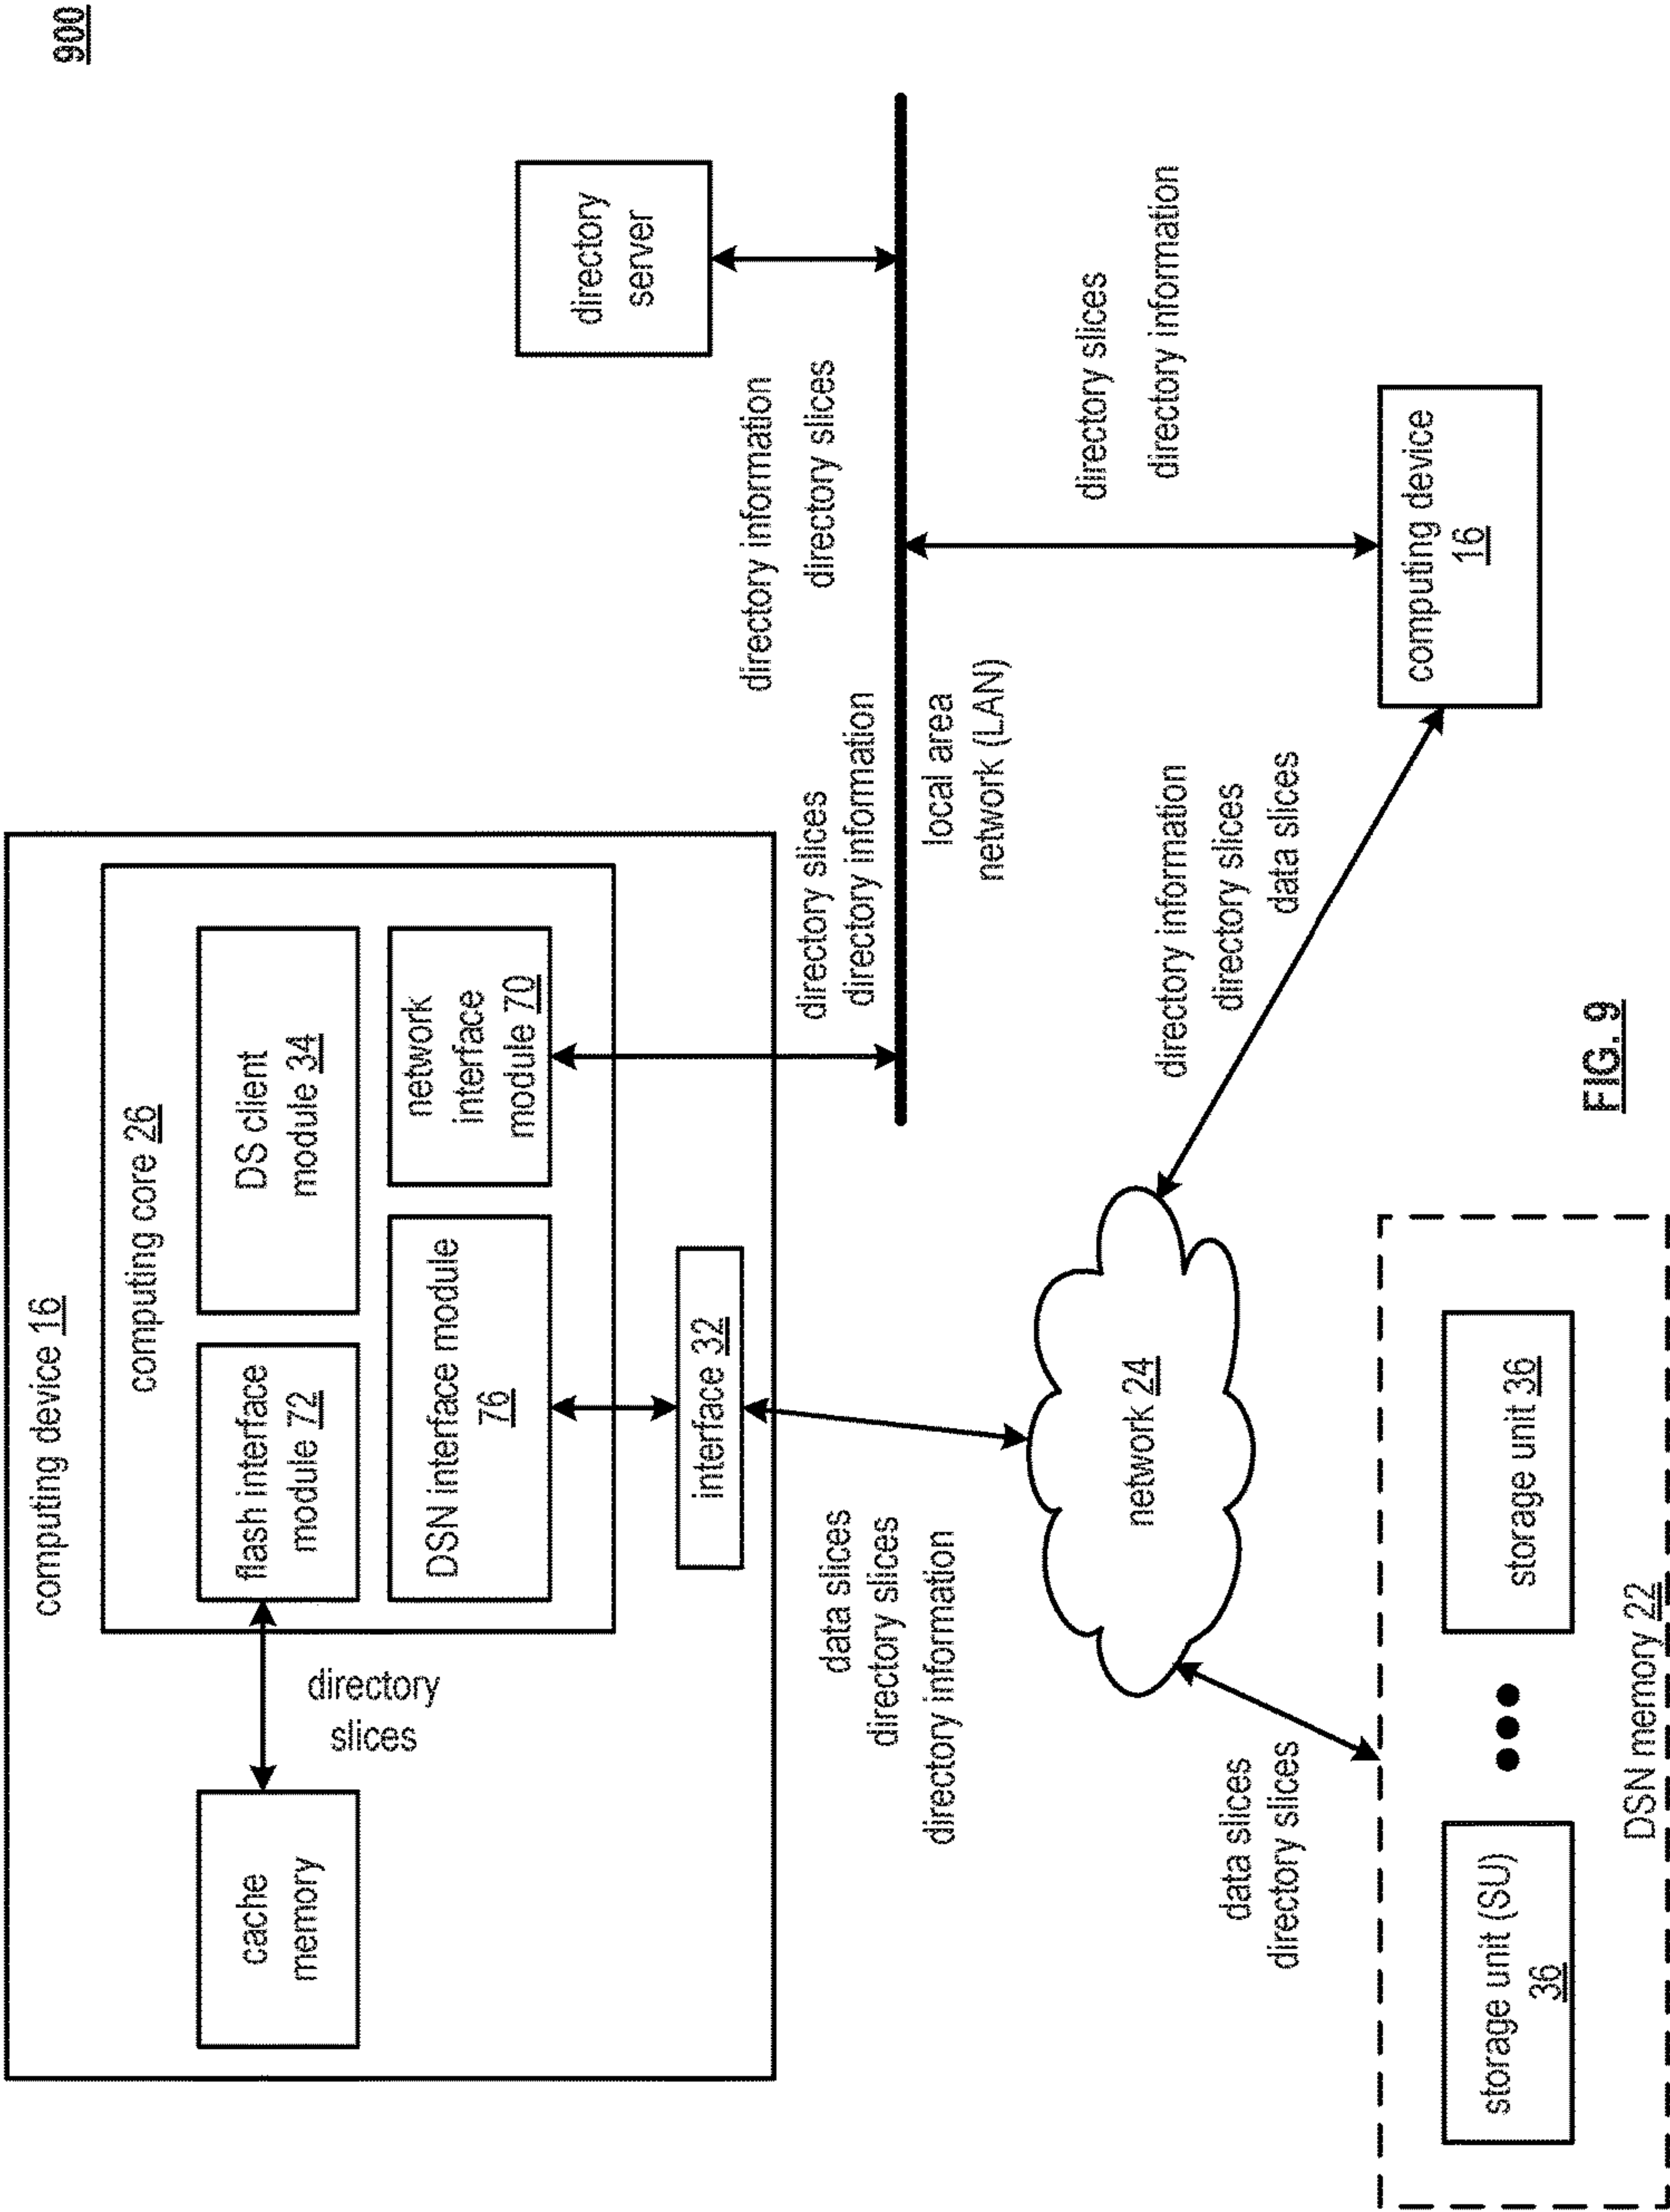 900
computing device 16
computing core 26
cache
memory
directory
slices
flash interface
module 72
DS client
module 34
DSN interface module
76
network
interface
module 70
interface 32
directory
server
directory information
directory slices
directory slices
directory information
local area
network (LAN)
data slices
directory slices
directory information
network 24
directory slices
directory information
directory information
directory slices
data slices
computing device
16
data slices
directory slices
storage unit (SU)
36
storage unit 36
DSN memory 22
FIG. 9